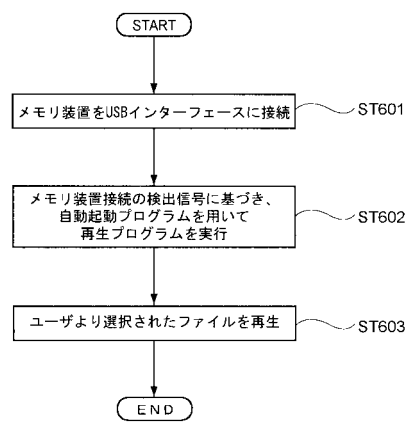 START
メモリ装置をUSBインターフェースに接続
ST601
メモリ装置接続の検出信号に基づき、
自動起動プログラムを用いて
再生プログラムを実行
ST602
ユーザより選択されたファイルを再生
ST603
END